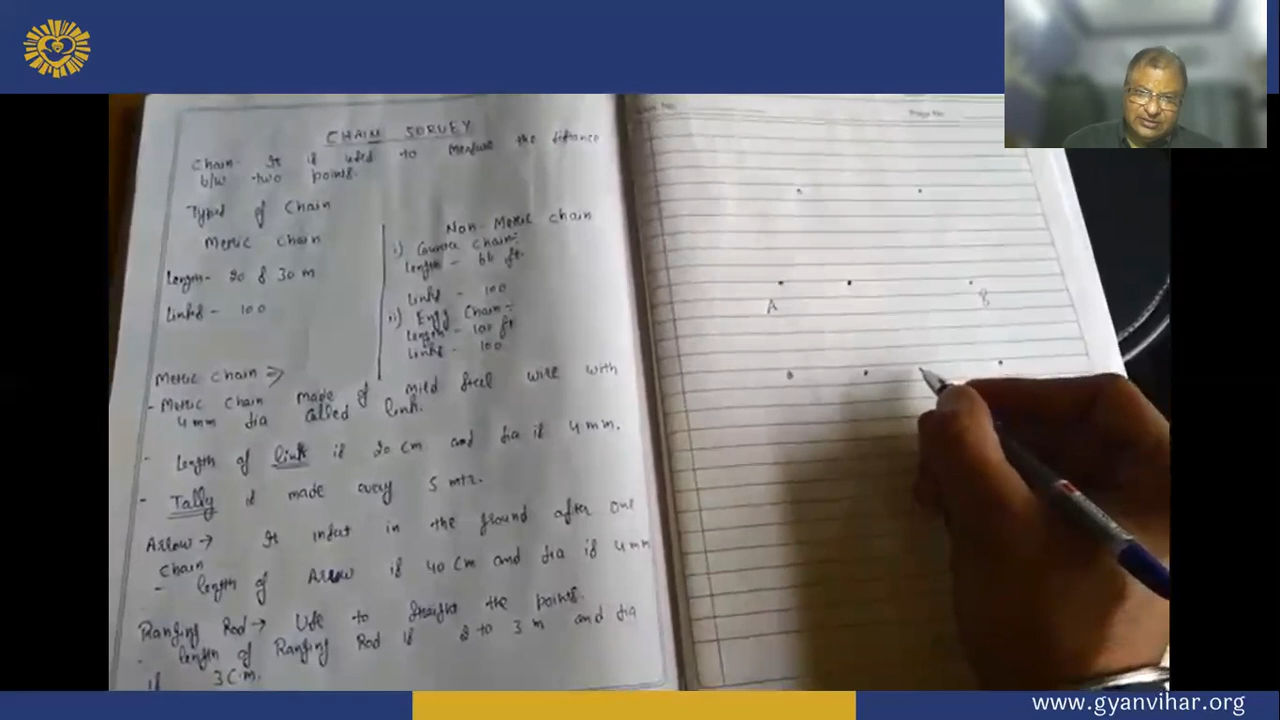 CHAIN SURVEY
Chain- It is used to measure the distance
b/w two points.
Types of Chain
Metric Chain
Length- 20 & 30 m
Links - 100
Non-Metric Chain
i) Chain:-
Length - 66 ft.
Links - 100
ii) Engg Chain:-
Length - 100 ft
Links - 100
Metric Chain ⇒
- Metric Chain made of mild steel wire with
4 mm dia called link.
- Length of link is 20 cm and dia is 4 mm.
- Tally is made every 5 mtr.
Arrow → It in the ground after one
Chain
- length of Arrow is 40 cm and dia is 4 mm
Ranging Rod → Use to straight the points.
- length of Ranging Rod is 2 to 3 m and dia
is 3 cm.
Page No.
A
B
www.gyanvihar.org